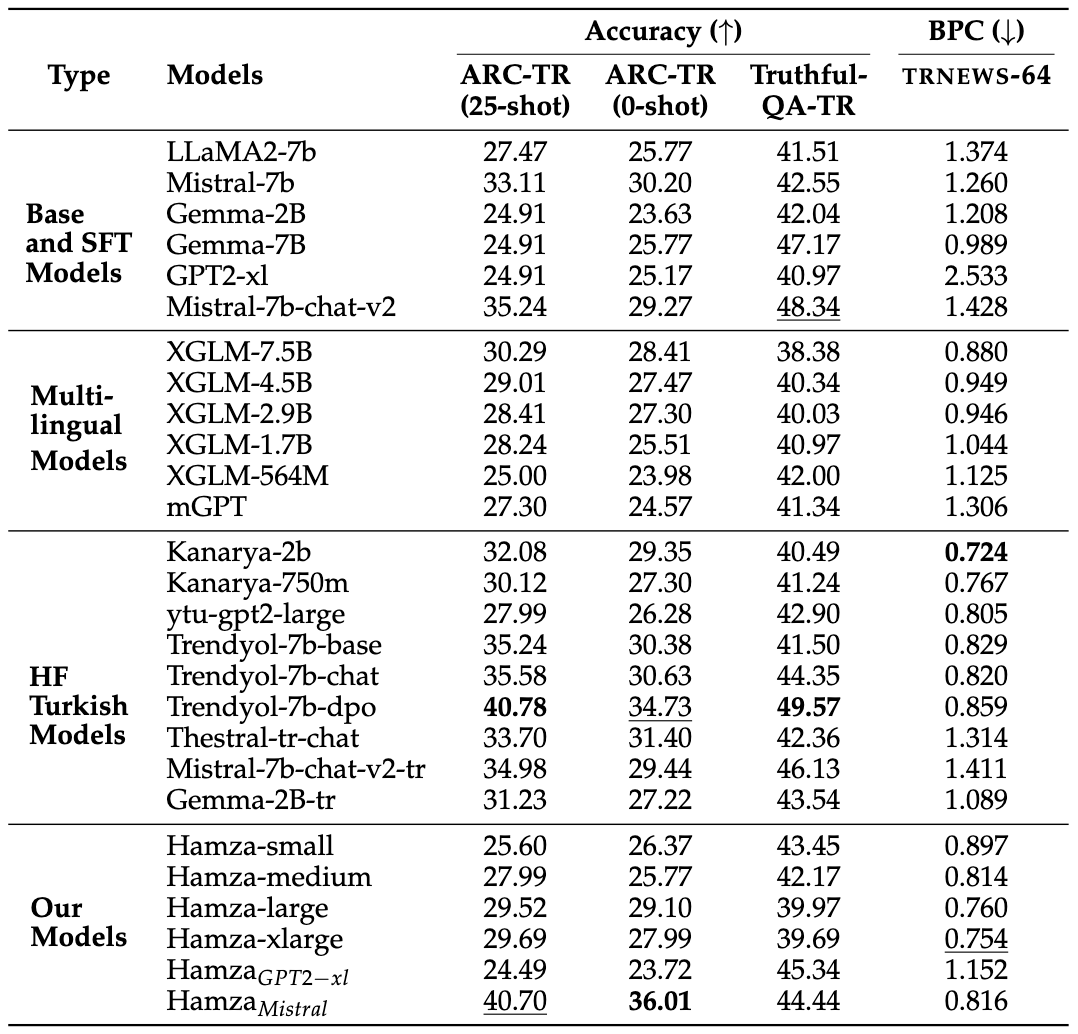 Accuracy (↑) BPC (↓)
Type Models ARC-TR ARC-TR Truthful- TRNEWS-64
(25-shot) (0-shot) QA-TR
Base
and SFT
Models
LLaMA2-7b 27.47 25.77 41.51 1.374
Mistral-7b 33.11 30.20 42.55 1.260
Gemma-2B 24.91 23.63 42.04 1.208
Gemma-7B 24.91 25.77 47.17 0.989
GPT2-xl 24.91 25.17 40.97 2.533
Mistral-7b-chat-v2 35.24 29.27 48.34 1.428
Multi-
lingual
Models
XGLM-7.5B 30.29 28.41 38.38 0.880
XGLM-4.5B 29.01 27.47 40.34 0.949
XGLM-2.9B 28.41 27.30 40.03 0.946
XGLM-1.7B 28.24 25.51 40.97 1.044
XGLM-564M 25.00 23.98 42.00 1.125
mGPT 27.30 24.57 41.34 1.306
HF
Turkish
Models
Kanarya-2b 32.08 29.35 40.49 0.724
Kanarya-750m 30.12 27.30 41.24 0.767
ytu-gpt2-large 27.99 26.28 42.90 0.805
Trendyol-7b-base 35.24 30.38 41.50 0.829
Trendyol-7b-chat 35.58 30.63 44.35 0.820
Trendyol-7b-dpo 40.78 34.73 49.57 0.859
Thestral-tr-chat 33.70 31.40 42.36 1.314
Mistral-7b-chat-v2-tr 34.98 29.44 46.13 1.411
Gemma-2B-tr 31.23 27.22 43.54 1.089
Our
Models
Hamza-small 25.60 26.37 43.45 0.897
Hamza-medium 27.99 25.77 42.17 0.814
Hamza-large 29.52 29.10 39.97 0.760
Hamza-xlarge 29.69 27.99 39.69 0.754
Hamza GPT2−xl 24.49 23.72 45.34 1.152
Hamza Mistral 40.70 36.01 44.44 0.816